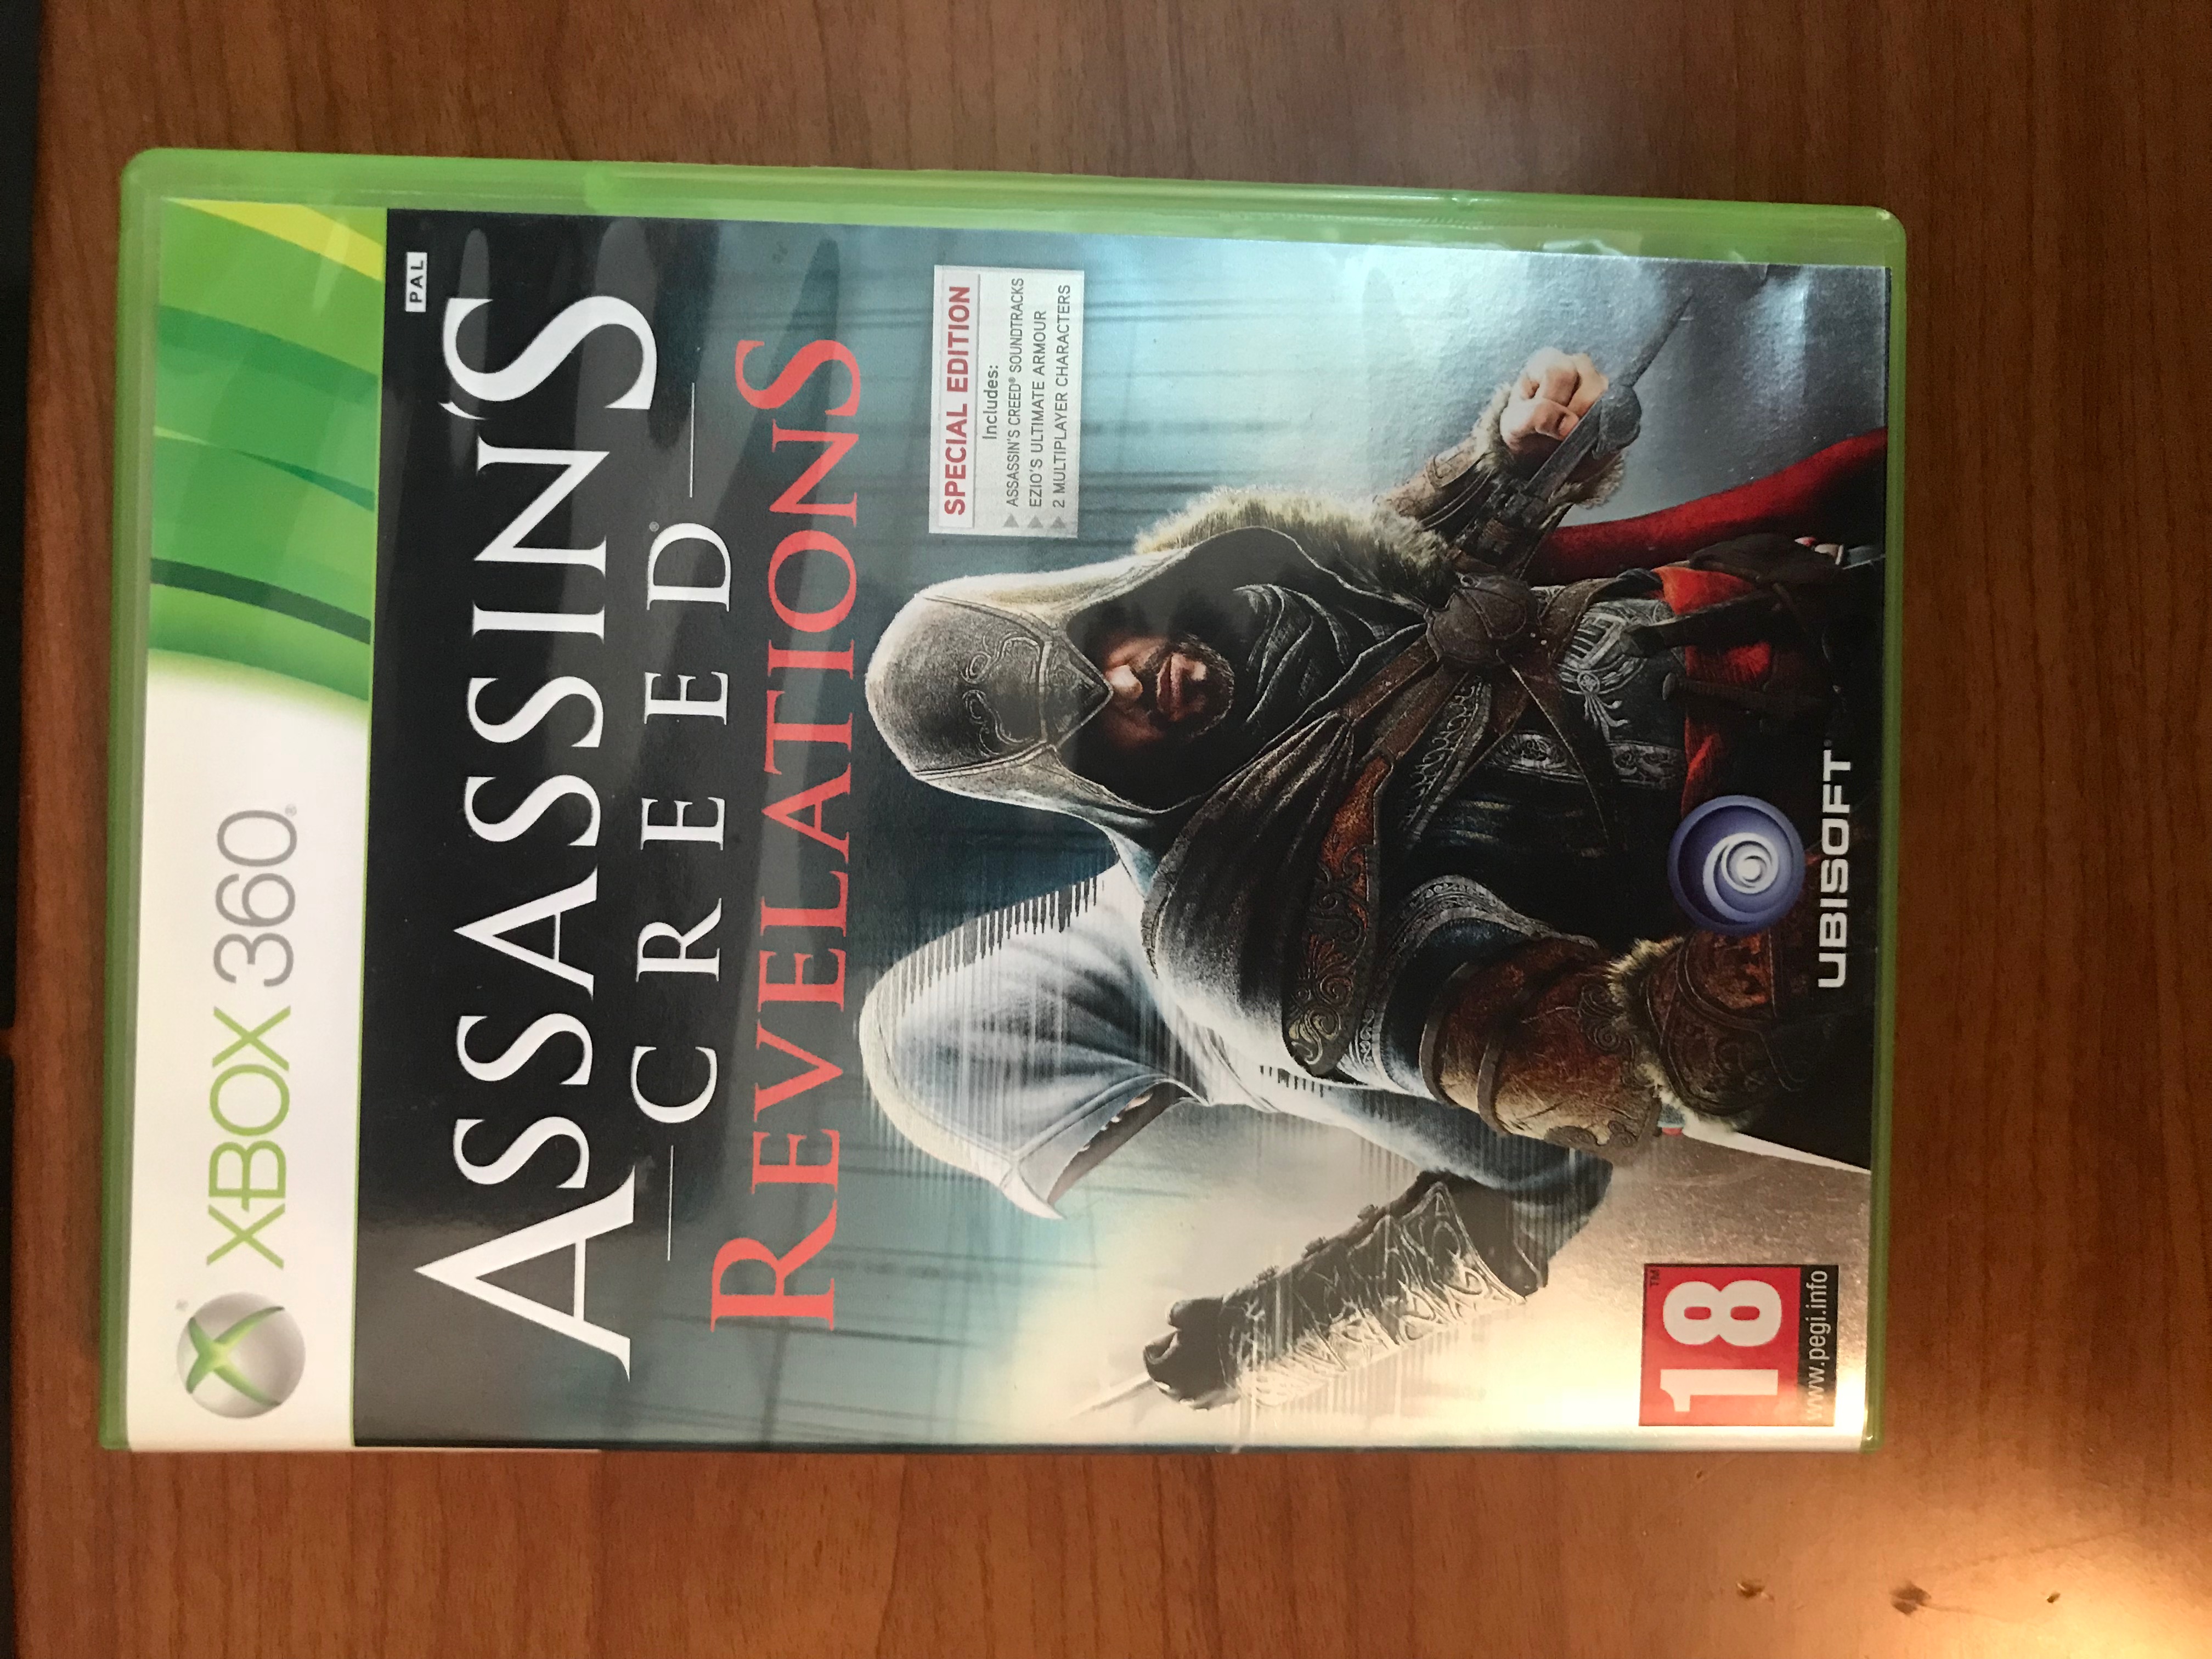 XBOX 360®
PAL
ASSASSIN'S
CREED®
REVELATIONS
SPECIAL EDITION
Includes:
ASSASSIN'S CREED® SOUNDTRACKS
EZIO'S ULTIMATE ARMOUR
2 MULTIPLAYER CHARACTERS
18
TM
www.pegi.info
UBISOFT